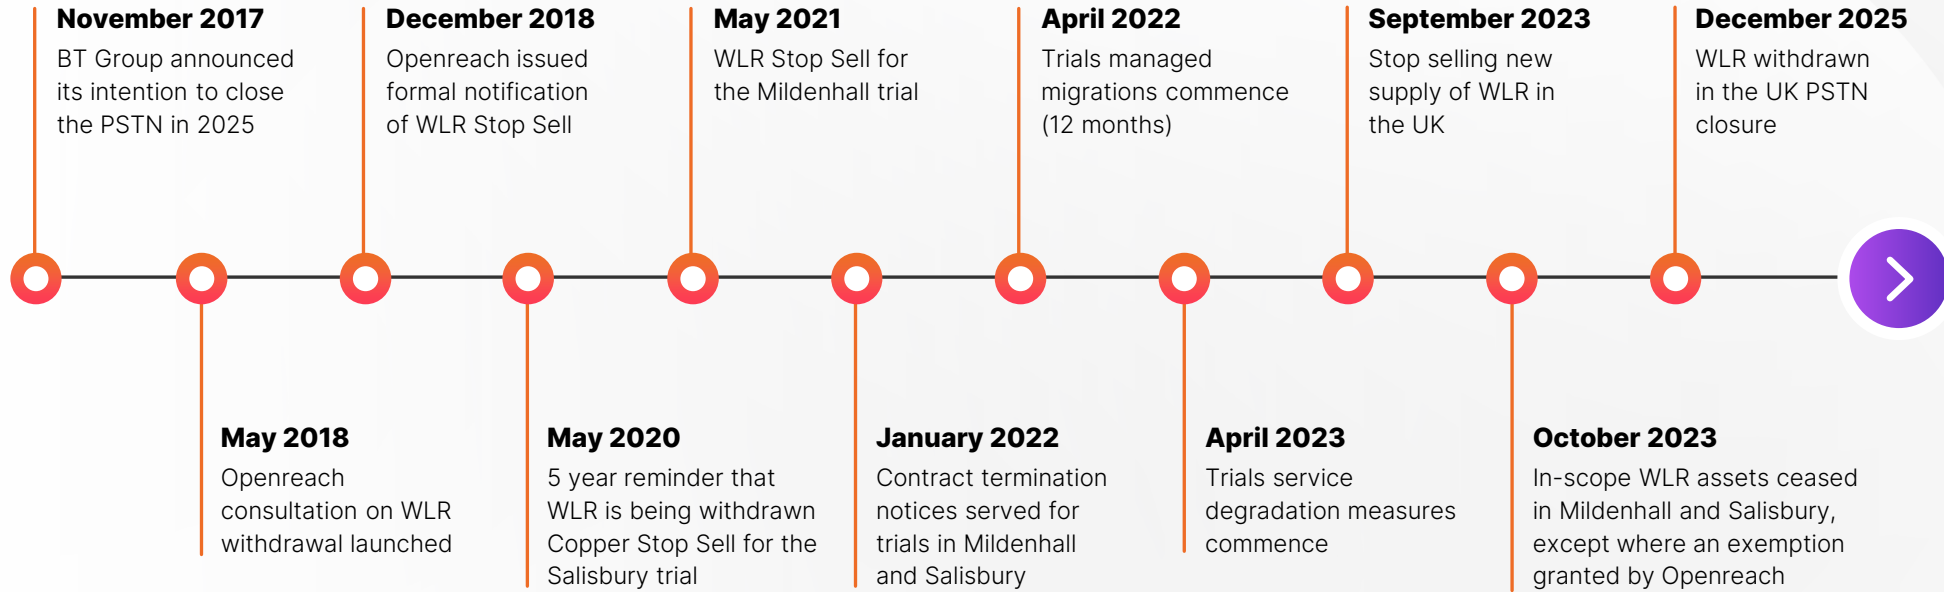 November 2017
BT Group announced
its intention to close
the PSTN in 2025
December 2018
Openreach issued
formal notification
of WLR Stop Sell
May 2021
WLR Stop Sell for
the Mildenhall trial
April 2022
Trials managed
migrations commence
(12 months)
September 2023
Stop selling new
supply of WLR in
the UK
December 2025
WLR withdrawn
in the UK PSTN
closure
May 2018
Openreach
consultation on WLR
withdrawal launched
May 2020
5 year reminder that
WLR is being withdrawn
Copper Stop Sell for the
Salisbury trial
January 2022
Contract termination
notices served for
trials in Mildenhall
and Salisbury
April 2023
Trials service
degradation measures
commence
October 2023
In-scope WLR assets ceased
in Mildenhall and Salisbury,
except where an exemption
granted by Openreach